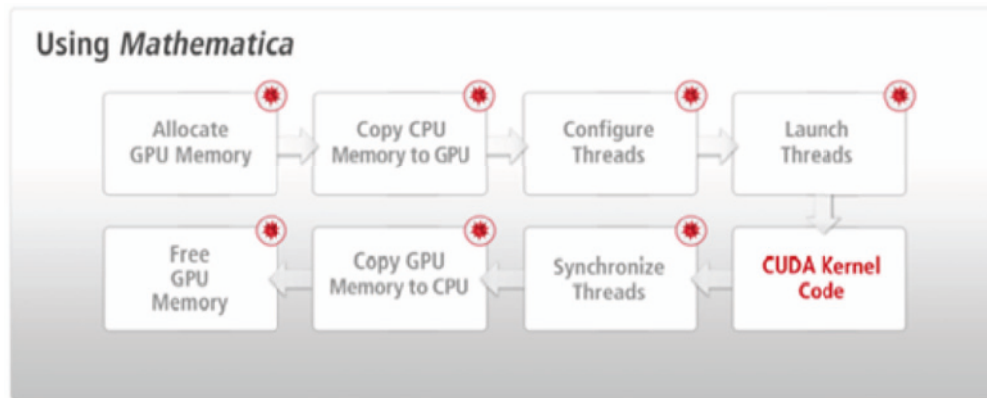 Using Mathematica
Allocate
GPU Memory
Copy CPU
Memory to GPU
Configure
Threads
Launch
Threads
CUDA Kernel
Code
Synchronize
Threads
Copy GPU
Memory to CPU
Free
GPU
Memory